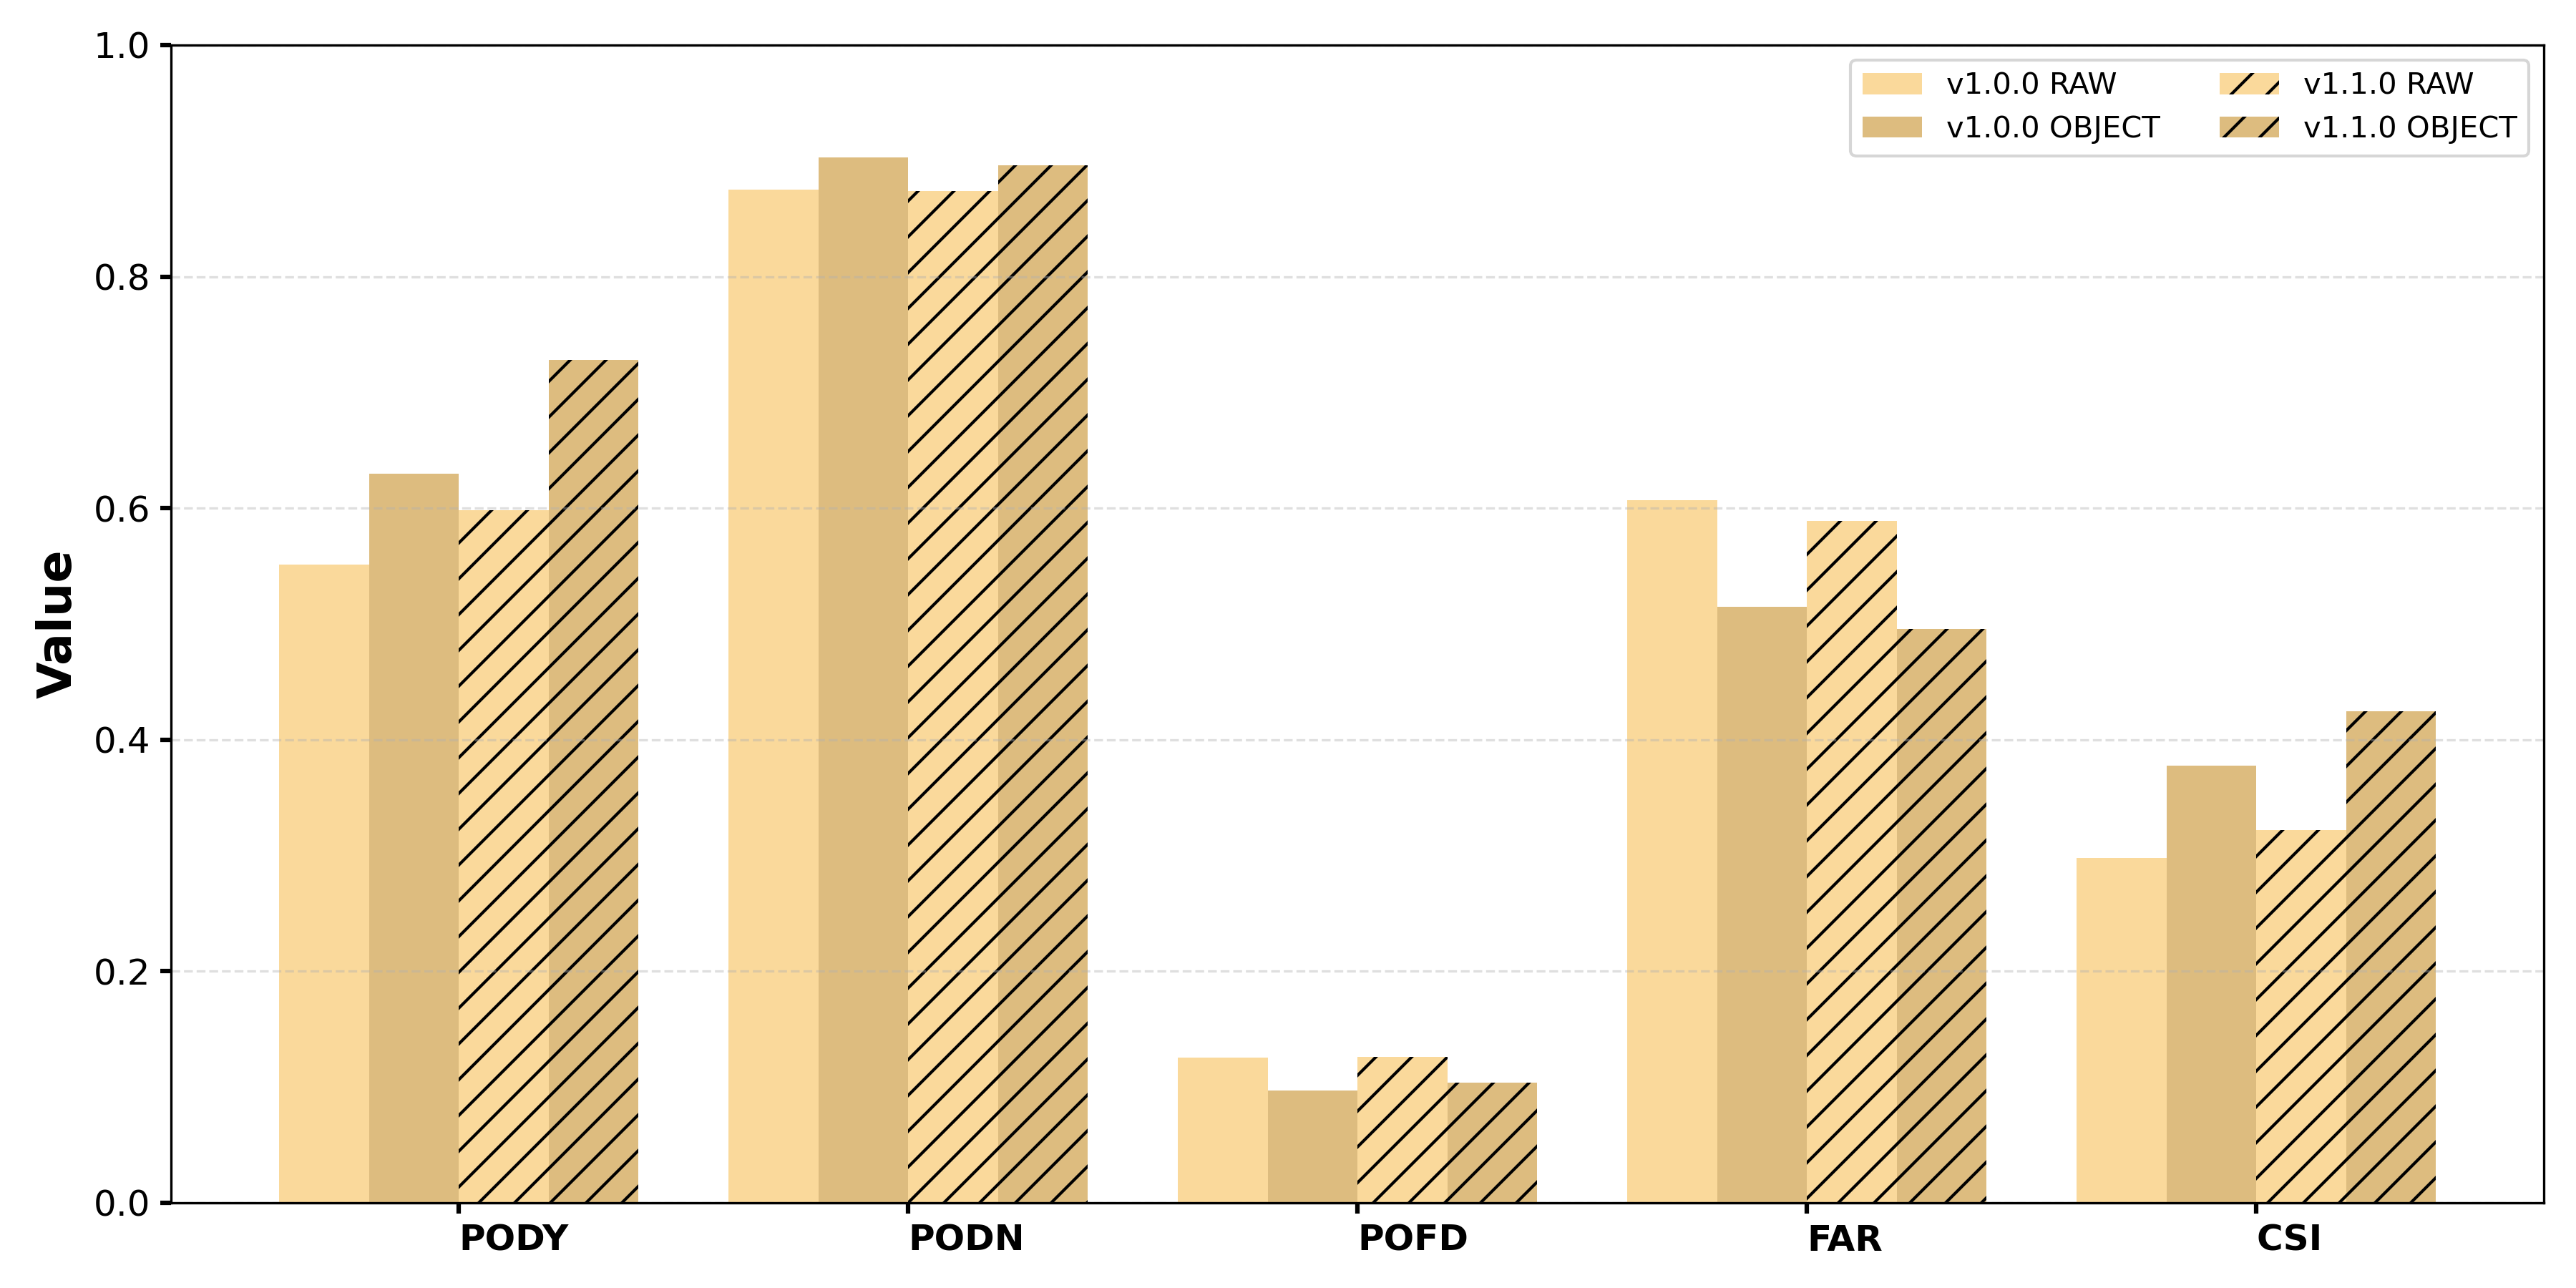 Value
1.0
0.8
0.6
0.4
0.2
0.0
v1.0.0 RAW
v1.0.0 OBJECT
v1.1.0 RAW
v1.1.0 OBJECT
PODY PODN POFD FAR CSI